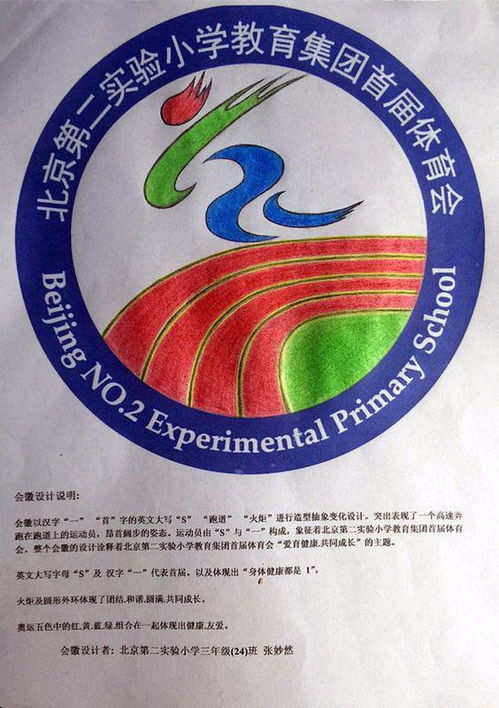 北京第二实验小学教育集团首届体育会
Beijing NO.2 Experimental Primary School
会徽设计说明:
会徽以汉字“一” “首”字的英文大写“S” “跑道” “火炬”进行造型抽象变化设计。突出表现了一个高速奔
跑在跑道上的运动员，昂首阔步的姿态。运动员由“S”与“一”构成，象征着北京第二实验小学教育集团首届体育
会。整个会徽的设计诠释着北京第二实验小学教育集团首届体育会“爱育健康.共同成长”的主题。
英文大写字母“S”及 汉字“一”代表首届。以及体现出“身体健康都是 1”。
火炬及圆形外环体现了团结.和谐.圆满.共同成长。
奥运五色中的红.黄.蓝.绿.组合在一起体现出健康.友爱。
会徽设计者: 北京第二实验小学三年级(24)班 张妙然